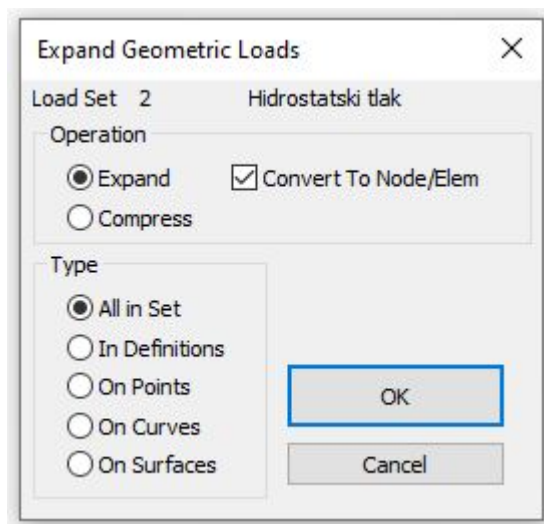 Expand Geometric Loads
Load Set 2 Hidrostatski tlak
Operation
Expand Convert To Node/Elem
Compress
Type
All in Set
In Definitions
On Points
On Curves
On Surfaces
OK
Cancel